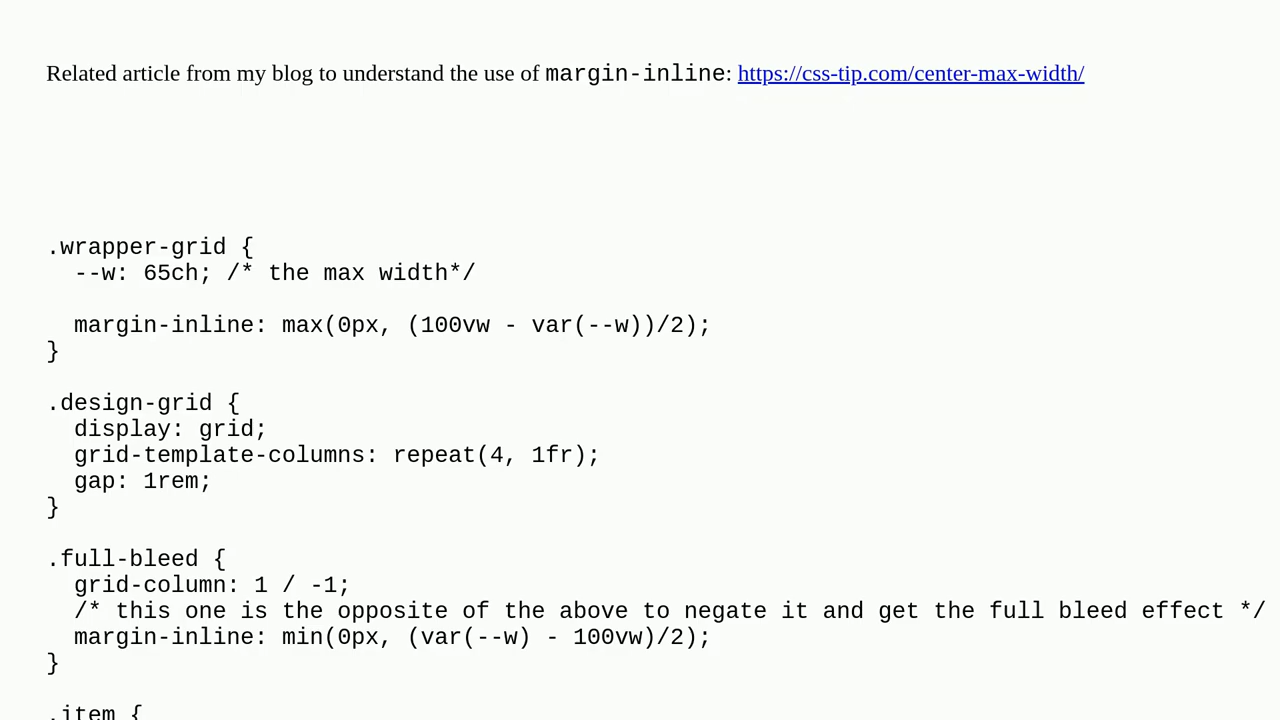 Related article from my blog to understand the use of margin-inline: https://css-tip.com/center-max-width/
.wrapper-grid {
  --w: 65ch; /* the max width*/
  margin-inline: max(0px, (100vw - var(--w))/2);
}
.design-grid {
  display: grid;
  grid-template-columns: repeat(4, 1fr);
  gap: 1rem;
}
.full-bleed {
  grid-column: 1 / -1;
  /* this one is the opposite of the above to negate it and get the full bleed effect */
  margin-inline: min(0px, (var(--w) - 100vw)/2);
}
.item {